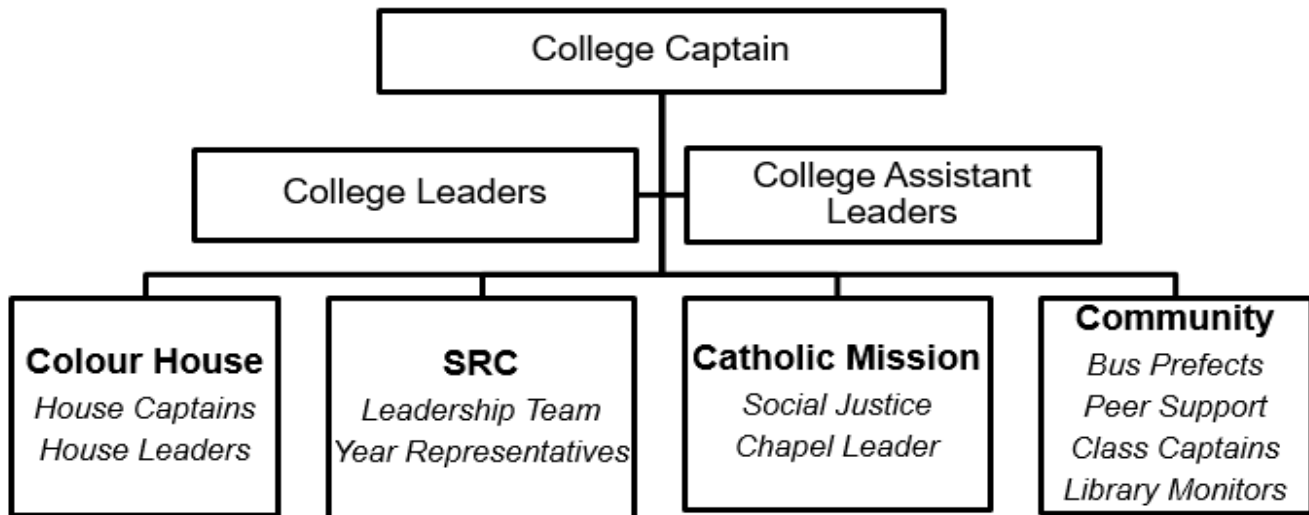 College Captain
College Leaders
College Assistant
Leaders
Colour House
House Captains
House Leaders
SRC
Leadership Team
Year Representatives
Catholic Mission
Social Justice
Chapel Leader
Community
Bus Prefects
Peer Support
Class Captains
Library Monitors